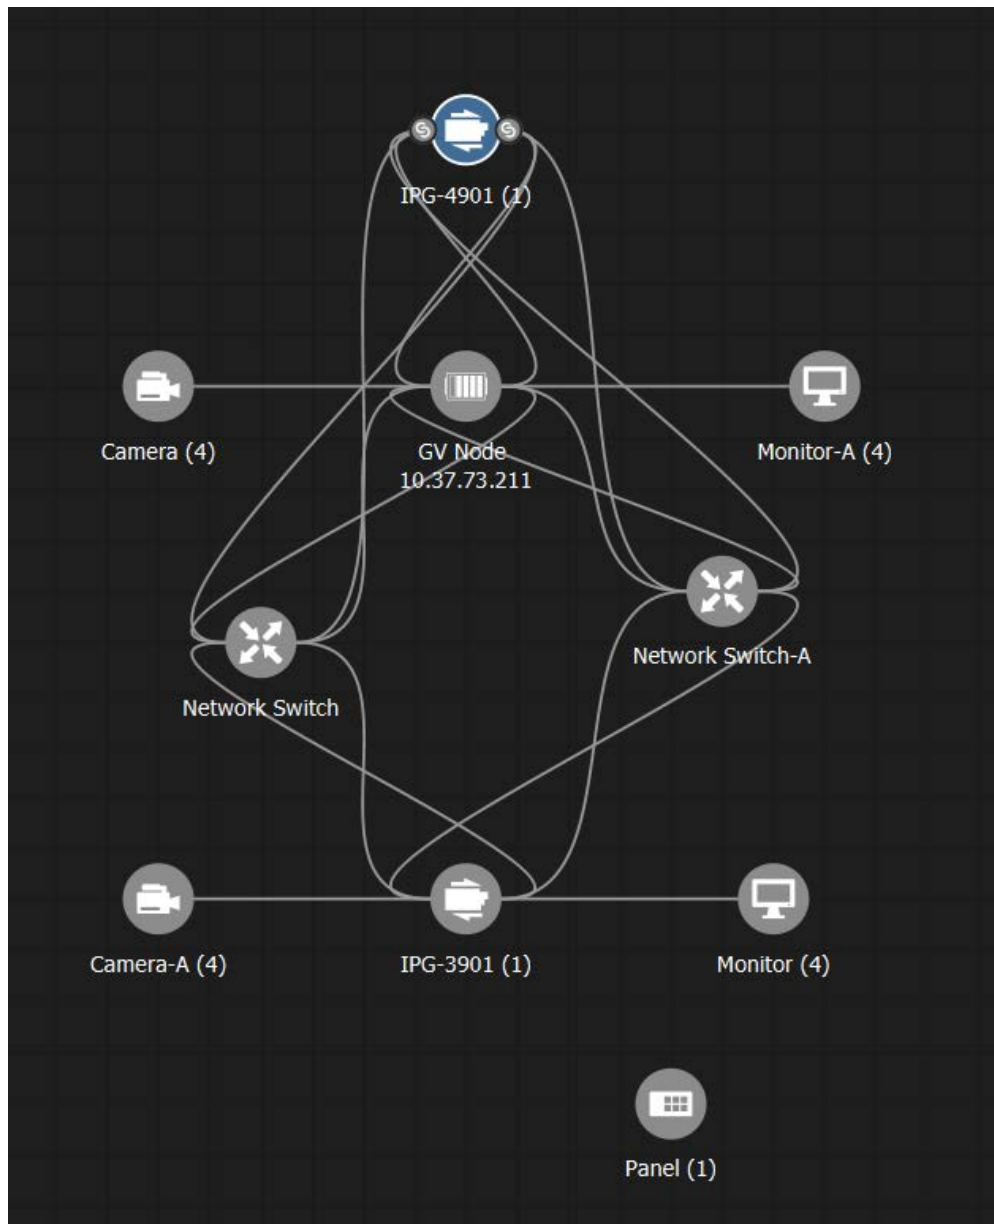 IPG-4901 (1)
Camera (4)
GV Node
10.37.73.211
Monitor-A (4)
Network Switch-A
Network Switch
Camera-A (4)
IPG-3901 (1)
Monitor (4)
Panel (1)